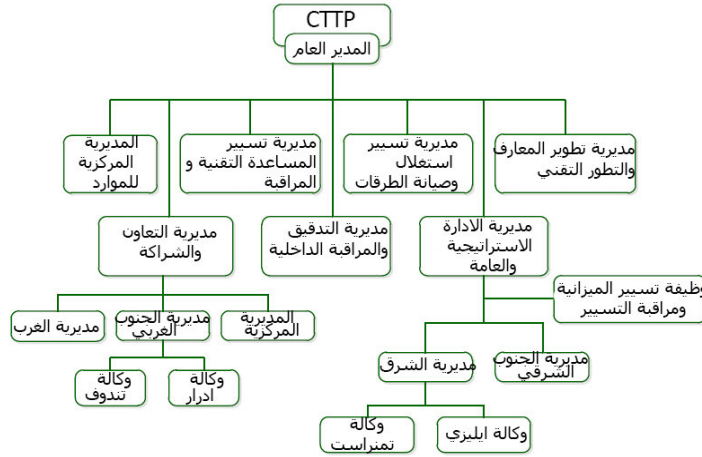 CTTP
المدير العام
مديرية تطوير المعارف
والتطور التقني
مديرية تسيير
استغلال
وصيانة الطرقات
مديرية تسيير
المساعدة التقنية و
المراقبة
المديرية
المركزية
للموارد
مديرية الادارة
الاستراتيجية
والعامة
مديرية التدقيق
والمراقبة الداخلية
مديرية التعاون
والشراكة
وظيفة تسيير الميزانية
ومراقبة التسيير
المديرية
المركزية
مديرية الجنوب
الغربي
مديرية الغرب
مديرية الجنوب
الشرقي
مديرية الشرق
وكالة
ادرار
وكالة
تندوف
وكالة ايليزي
وكالة
تمنراست